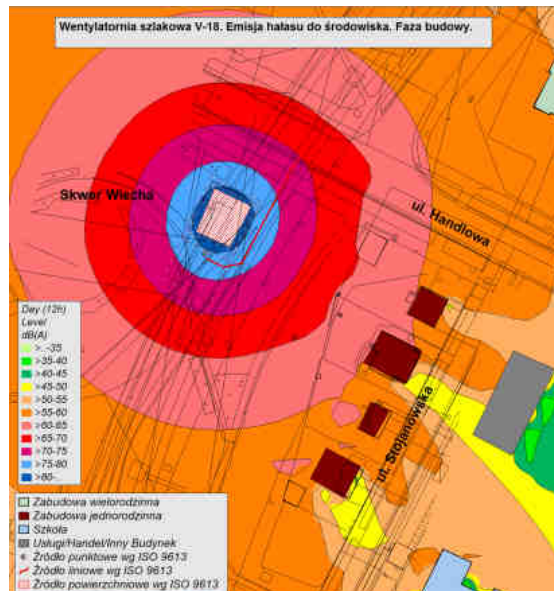 Wentylatornia szlakowa V-18. Emisja hałasu do środowiska. Faza budowy.
Skwer Wiecha
ul. Handlowa
ul. Stojanowska
Day (12h)
Level
dB(A)
>..-35
>35-40
>40-45
>45-50
>50-55
>55-60
>60-65
>65-70
>70-75
>75-80
>80-..
Zabudowa wielorodzinna
Zabudowa jednorodzinna
Szkoła
Usługi/Handel/Inny Budynek
Źródło punktowe wg ISO 9613
Źródło liniowe wg ISO 9613
Źródło powierzchniowe wg ISO 9613